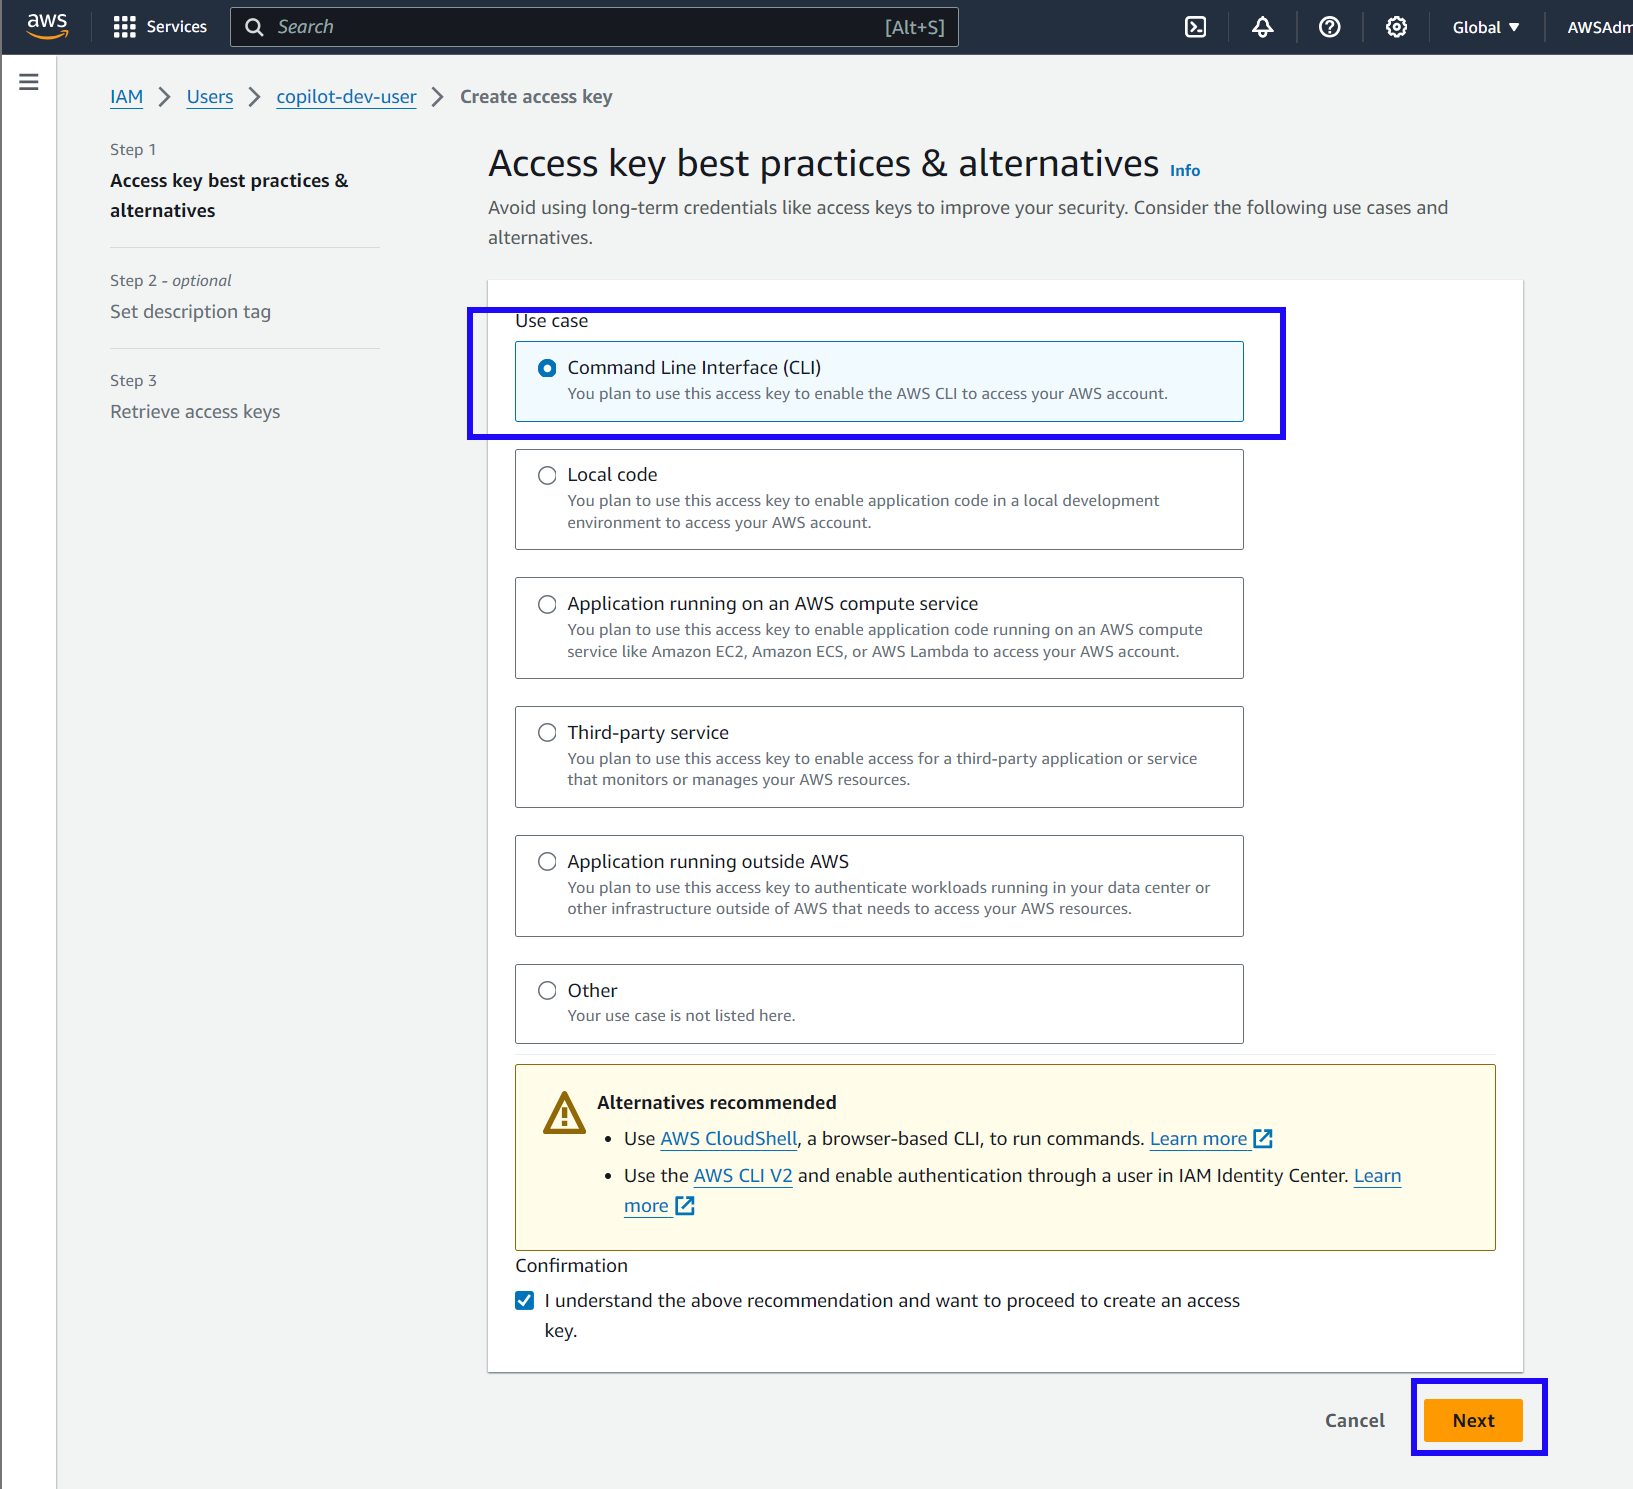 aws
Services
Search
[Alt+S]
Global
AWSAdm
IAM
Users
copilot-dev-user
Create access key
Step 1
Access key best practices &
alternatives
Step 2 - optional
Set description tag
Step 3
Retrieve access keys
Access key best practices & alternatives Info
Avoid using long-term credentials like access keys to improve your security. Consider the following use cases and
alternatives.
Use case
Command Line Interface (CLI)
You plan to use this access key to enable the AWS CLI to access your AWS account.
Local code
You plan to use this access key to enable application code in a local development
environment to access your AWS account.
Application running on an AWS compute service
You plan to use this access key to enable application code running on an AWS compute
service like Amazon EC2, Amazon ECS, or AWS Lambda to access your AWS account.
Third-party service
You plan to use this access key to enable access for a third-party application or service
that monitors or manages your AWS resources.
Application running outside AWS
You plan to use this access key to authenticate workloads running in your data center or
other infrastructure outside of AWS that needs to access your AWS resources.
Other
Your use case is not listed here.
Alternatives recommended
• Use AWS CloudShell, a browser-based CLI, to run commands. Learn more
• Use the AWS CLI V2 and enable authentication through a user in IAM Identity Center. Learn
more
Confirmation
I understand the above recommendation and want to proceed to create an access
key.
Cancel
Next